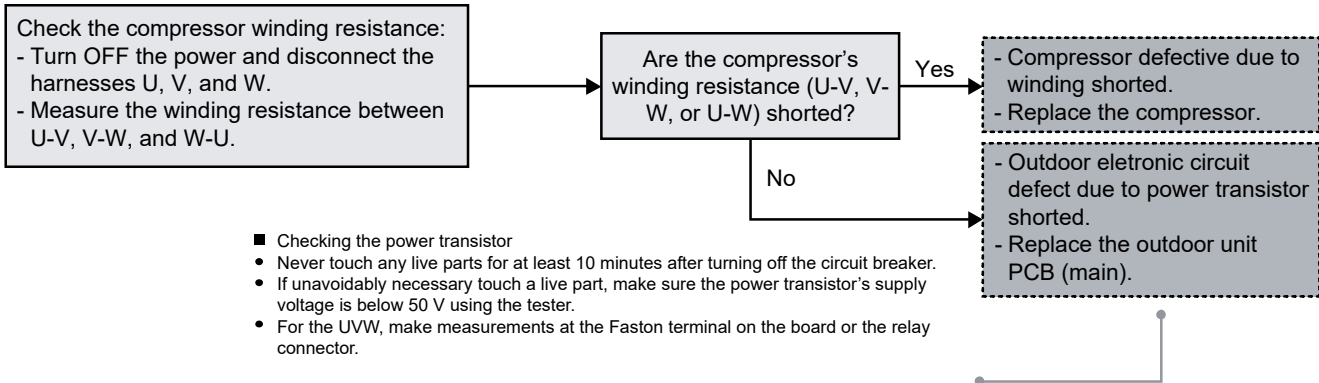 Check the compressor winding resistance:
- Turn OFF the power and disconnect the
harnesses U, V, and W.
- Measure the winding resistance between
U-V, V-W, and W-U.
Are the compressor’s
winding resistance (U-V, V-
W, or U-W) shorted?
Yes
- Compressor defective due to
winding shorted.
- Replace the compressor.
No
- Outdoor eletronic circuit
defect due to power transistor
shorted.
- Replace the outdoor unit
PCB (main).
■ Checking the power transistor
• Never touch any live parts for at least 10 minutes after turning off the circuit breaker.
• If unavoidably necessary touch a live part, make sure the power transistor’s supply
voltage is below 50 V using the tester.
• For the UVW, make measurements at the Faston terminal on the board or the relay
connector.